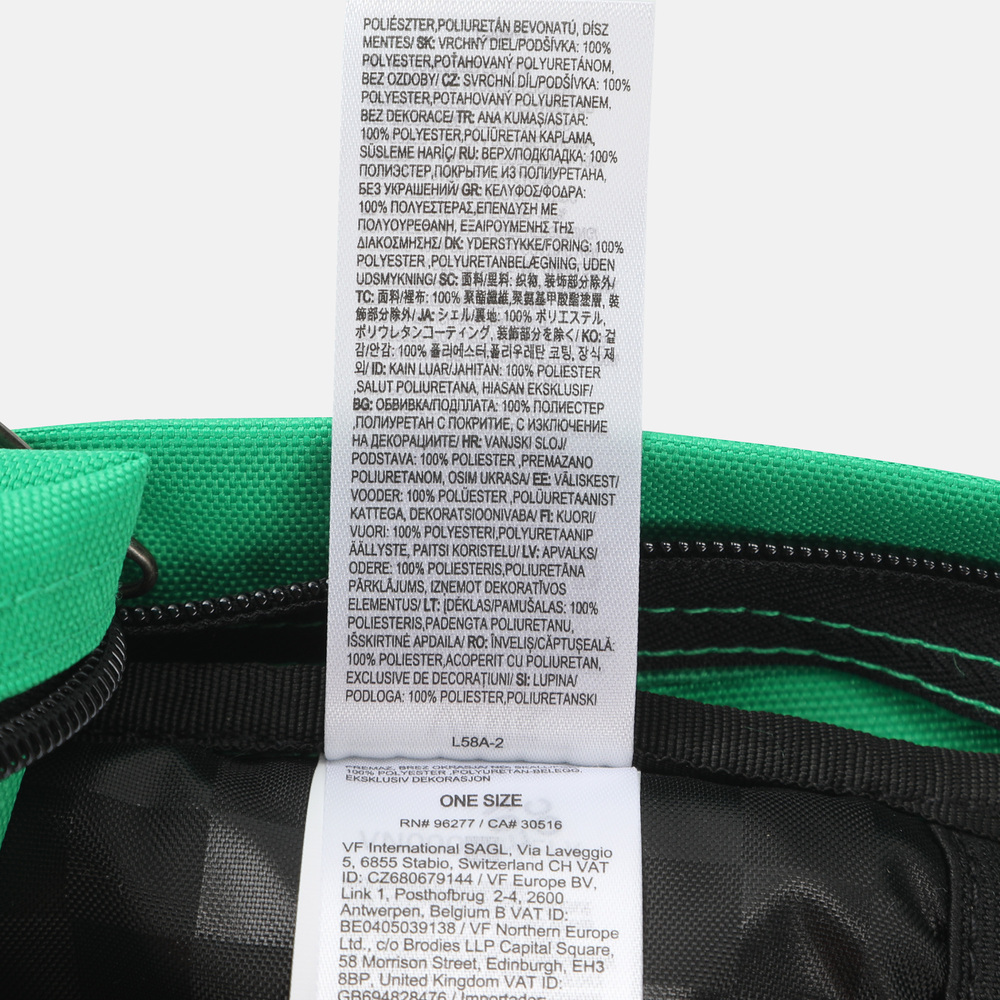 POLIÉSZTER,POLIURETÁN BEVONATÚ, DÍSZ
MENTES/ SK: VRCHNÝ DIEL/PODŠÍVKA: 100%
POLYESTER,POŤAHOVANÝ POLYURETÁNOM,
BEZ OZDOBY/ CZ: SVRCHNÍ DÍL/PODŠÍVKA: 100%
POLYESTER,POTAHOVANÝ POLYURETANEM,
BEZ DEKORACE/ TR: ANA KUMAŞ/ASTAR:
100% POLYESTER,POLİÜRETAN KAPLAMA,
SÜSLEME HARİÇ/ RU: ВЕРХ/ПОДКЛАДКА: 100%
ПОЛИЭСТЕР,ПОКРЫТИЕ ИЗ ПОЛИУРЕТАНА,
БЕЗ УКРАШЕНИЙ/ GR: ΚΕΛΥΦΟΣ/ΦΟΔΡΑ:
100% ΠΟΛΥΕΣΤΕΡΑΣ,ΕΠΕΝΔΥΣΗ ΜΕ
ΠΟΛΥΟΥΡΕΘΑΝΗ, ΕΞΑΙΡΟΥΜΕΝΗΣ ΤΗΣ
ΔΙΑΚΟΣΜΗΣΗΣ/ DK: YDERSTYKKE/FORING: 100%
POLYESTER ,POLYURETANBELÆGNING, UDEN
UDSMYKNING/ SC: 面料/里料: 织物, 装饰部分除外/
TC: 面料/裡布: 100% 聚酯纖維,聚氨基甲酸酯塗層, 裝
飾部分除外/ JA: シェル/裏地: 100% ポリエステル,
ポリウレタンコーティング, 装飾部分を除く/ KO: 겉
감/안감: 100% 폴리에스터,폴리우레탄 코팅, 장식 제
외/ ID: KAIN LUAR/JAHITAN: 100% POLIESTER
,SALUT POLIURETANA, HIASAN EKSKLUSIF/
BG: ОБВИВКА/ПОДПЛАТА: 100% ПОЛИЕСТЕР
,ПОЛИУРЕТАН С ПОКРИТИЕ, С ИЗКЛЮЧЕНИЕ
НА ДЕКОРАЦИИТЕ/ HR: VANJSKI SLOJ/
PODSTAVA: 100% POLIESTER ,PREMAZANO
POLIURETANOM, OSIM UKRASA/ EE: VÄLISKEST/
VOODER: 100% POLÜESTER ,POLÜURETAANIST
KATTEGA, DEKORATSIOONIVABA/ FI: KUORI/
VUORI: 100% POLYESTERI,POLYURETAANIP
ÄÄLLYSTE, PAITSI KORISTELU/ LV: APVALKS/
ODERE: 100% POLIESTERIS,POLIURETĀNA
PĀRKLĀJUMS, IZŅEMOT DEKORATĪVOS
ELEMENTUS/ LT: ĮDĖKLAS/PAMUŠALAS: 100%
POLIESTERIS,PADENGTA POLIURETANU,
IŠSKIRTINĖ APDAILA/ RO: ÎNVELIŞ/CĂPTUŞEALĂ:
100% POLIESTER,ACOPERIT CU POLIURETAN,
EXCLUSIVE DE DECORAŢIUNI/ SI: LUPINA/
PODLOGA: 100% POLIESTER,POLIURETANSKI
L58A-2
PREMAZ, BREZ OKRASJA/
100% POLYESTER ,POLYURETAN-BELEGG,
EKSKLUSIV DEKORASJON
ONE SIZE
RN# 96277 / CA# 30516
VF International SAGL, Via Laveggio
5, 6855 Stabio, Switzerland CH VAT
ID: CZ680679144 / VF Europe BV,
Link 1, Posthofbrug 2-4, 2600
Antwerpen, Belgium B VAT ID:
BE0405039138 / VF Northern Europe
Ltd., c/o Brodies LLP Capital Square,
58 Morrison Street, Edinburgh, EH3
8BP, United Kingdom VAT ID:
GB694828476 / Importador: